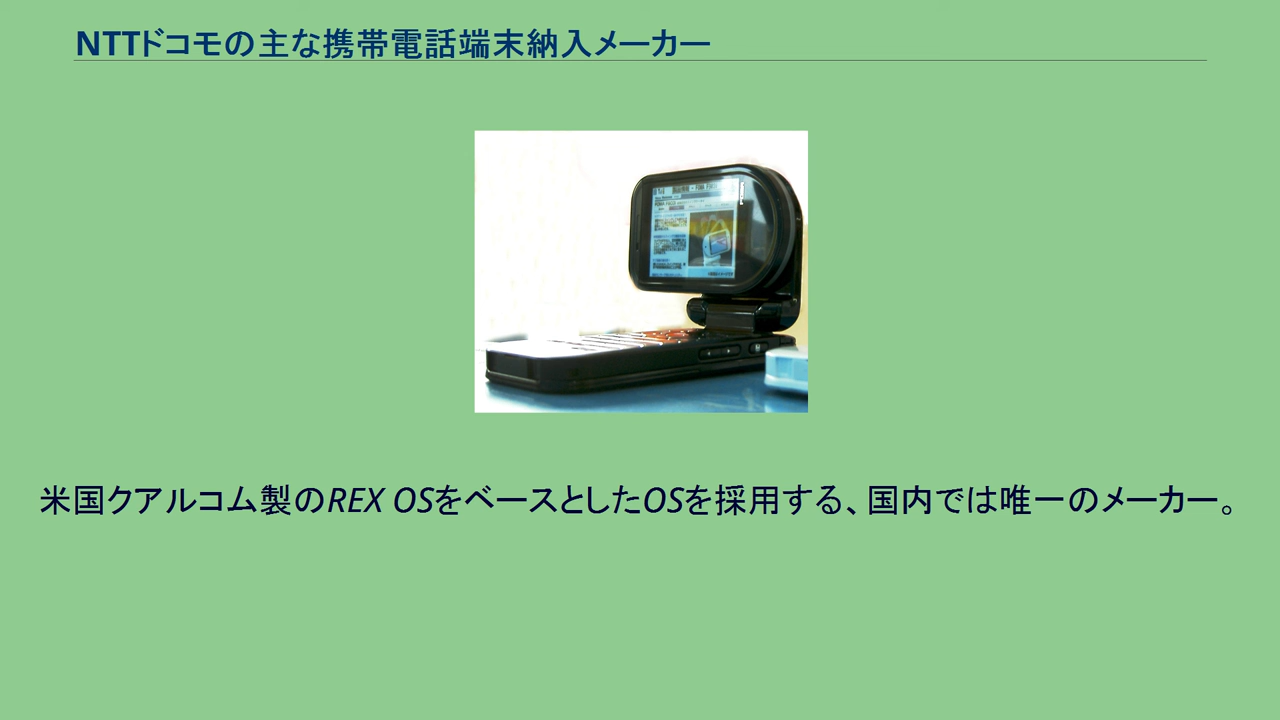 NTTドコモの主な携帯電話端末納入メーカー
米国クアルコム製のREX OSをベースとしたOSを採用する、国内では唯一のメーカー。